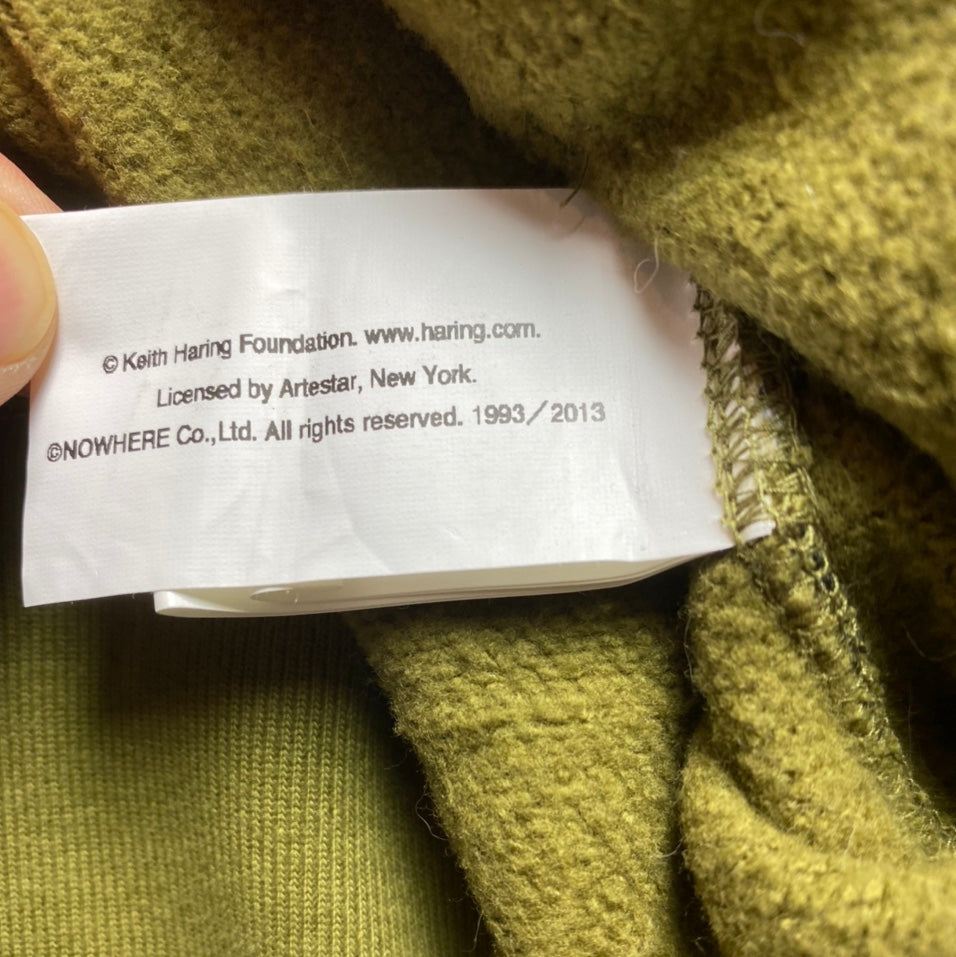 © Keith Haring Foundation. www.haring.com.
Licensed by Artestar, New York.
©NOWHERE Co.,Ltd. All rights reserved. 1993/2013